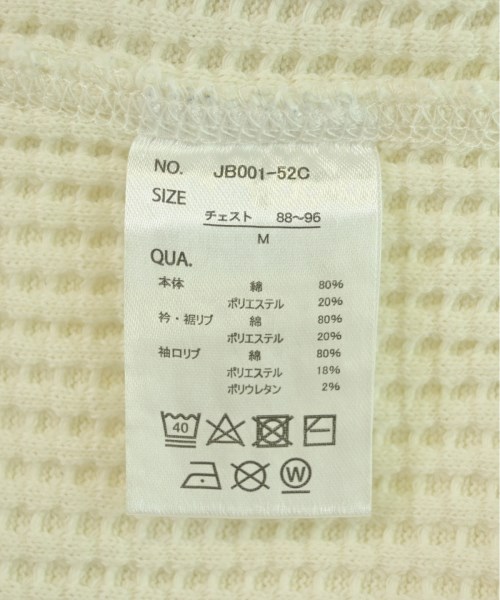 NO. JB001-52C
SIZE
チェスト 88〜96
M
QUA.
本体 綿 80%
ポリエステル 20%
衿・裾リブ 綿 80%
ポリエステル 20%
袖口リブ 綿 80%
ポリエステル 18%
ポリウレタン 2%
40
W